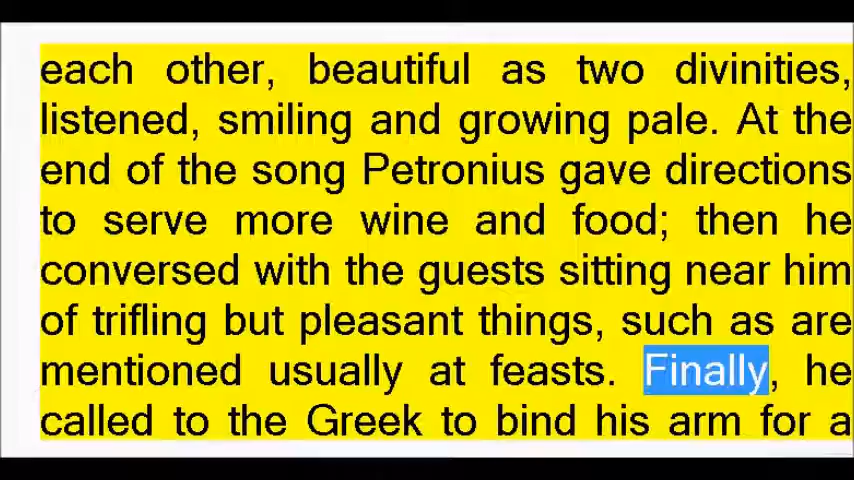 each other, beautiful as two divinities,
listened, smiling and growing pale. At the
end of the song Petronius gave directions
to serve more wine and food; then he
conversed with the guests sitting near him
of trifling but pleasant things, such as are
mentioned usually at feasts. Finally, he
called to the Greek to bind his arm for a